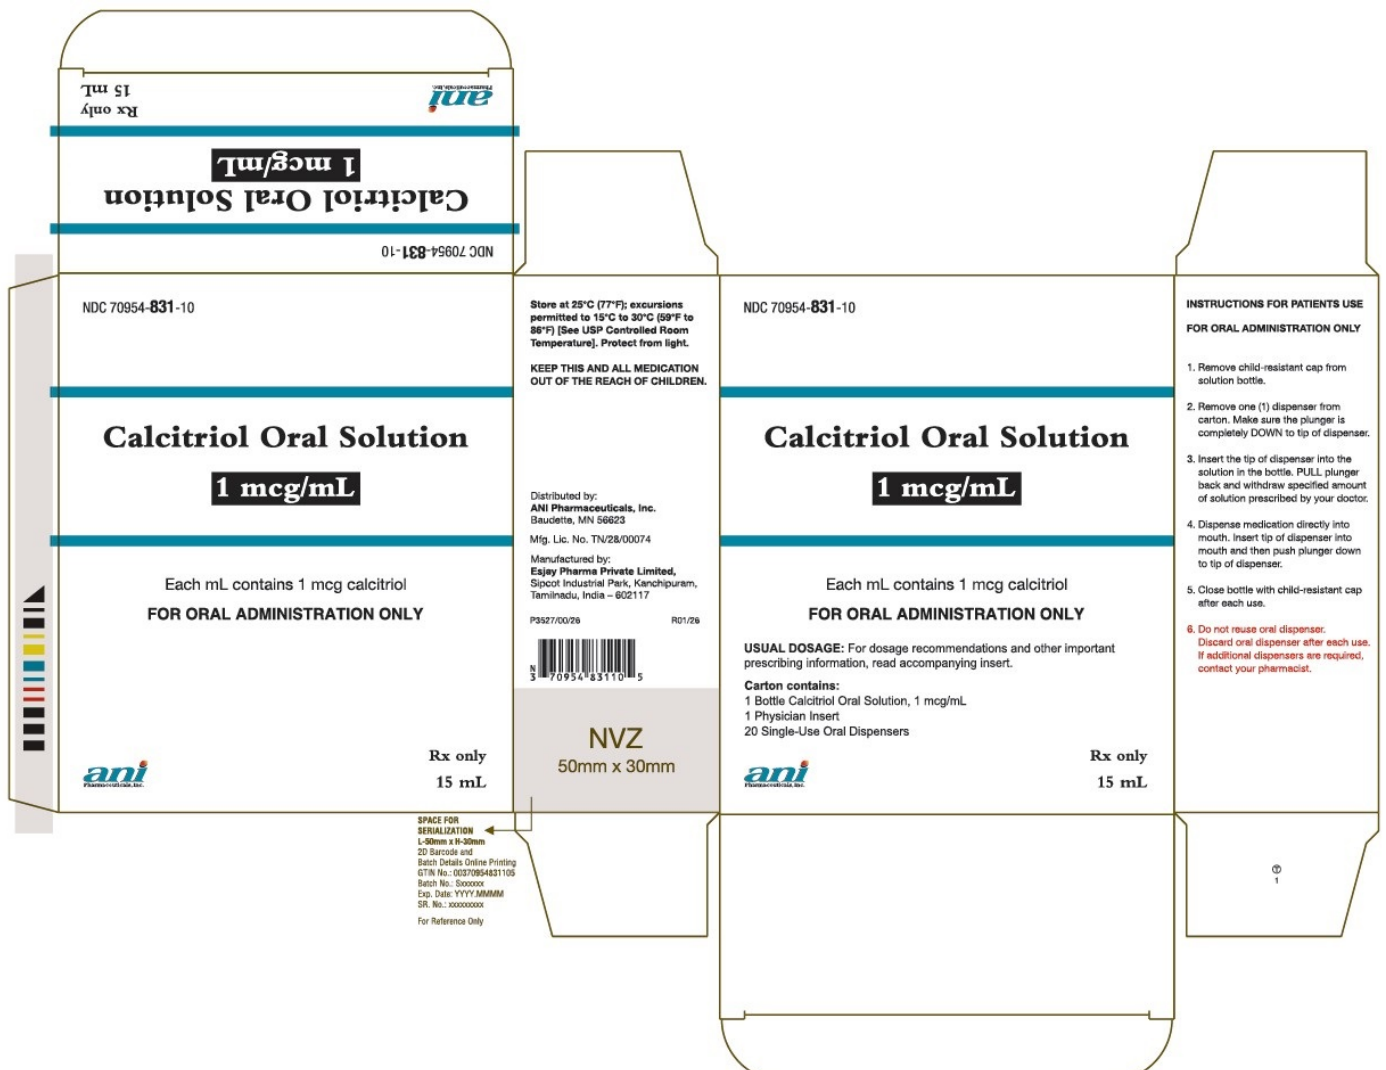 Rx only
15 mL
ani
Pharmaceuticals, Inc.
1 mcg/mL
Calcitriol Oral Solution
NDC 70954-831-10
NDC 70954-831-10
Calcitriol Oral Solution
1 mcg/mL
Each mL contains 1 mcg calcitriol
FOR ORAL ADMINISTRATION ONLY
ani
Pharmaceuticals, Inc.
Rx only
15 mL
Store at 25°C (77°F); excursions
permitted to 15°C to 30°C (59°F to
86°F) [See USP Controlled Room
Temperature]. Protect from light.
KEEP THIS AND ALL MEDICATION
OUT OF THE REACH OF CHILDREN.
Distributed by:
ANI Pharmaceuticals, Inc.
Baudette, MN 56623
Mfg. Lic. No. TN/28/00074
Manufactured by:
Esjay Pharma Private Limited,
Sipcot Industrial Park, Kanchipuram,
Tamilnadu, India – 602117
P3527/00/26 R01/26
N
3 70954 83110 5
NVZ
50mm x 30mm
SPACE FOR
SERIALIZATION
L-50mm x H-30mm
2D Barcode and
Batch Details Online Printing
GTIN No.: 00370954831105
Batch No.: Sxxxxxx
Exp. Date: YYYY.MMMM
SR. No.: xxxxxxxxx
For Reference Only
NDC 70954-831-10
Calcitriol Oral Solution
1 mcg/mL
Each mL contains 1 mcg calcitriol
FOR ORAL ADMINISTRATION ONLY
USUAL DOSAGE: For dosage recommendations and other important
prescribing information, read accompanying insert.
Carton contains:
1 Bottle Calcitriol Oral Solution, 1 mcg/mL
1 Physician Insert
20 Single-Use Oral Dispensers
ani
Pharmaceuticals, Inc.
Rx only
15 mL
INSTRUCTIONS FOR PATIENTS USE
FOR ORAL ADMINISTRATION ONLY
1. Remove child-resistant cap from
solution bottle.
2. Remove one (1) dispenser from
carton. Make sure the plunger is
completely DOWN to tip of dispenser.
3. Insert the tip of dispenser into the
solution in the bottle. PULL plunger
back and withdraw specified amount
of solution prescribed by your doctor.
4. Dispense medication directly into
mouth. Insert tip of dispenser into
mouth and then push plunger down
to tip of dispenser.
5. Close bottle with child-resistant cap
after each use.
6. Do not reuse oral dispenser.
Discard oral dispenser after each use.
If additional dispensers are required,
contact your pharmacist.
1